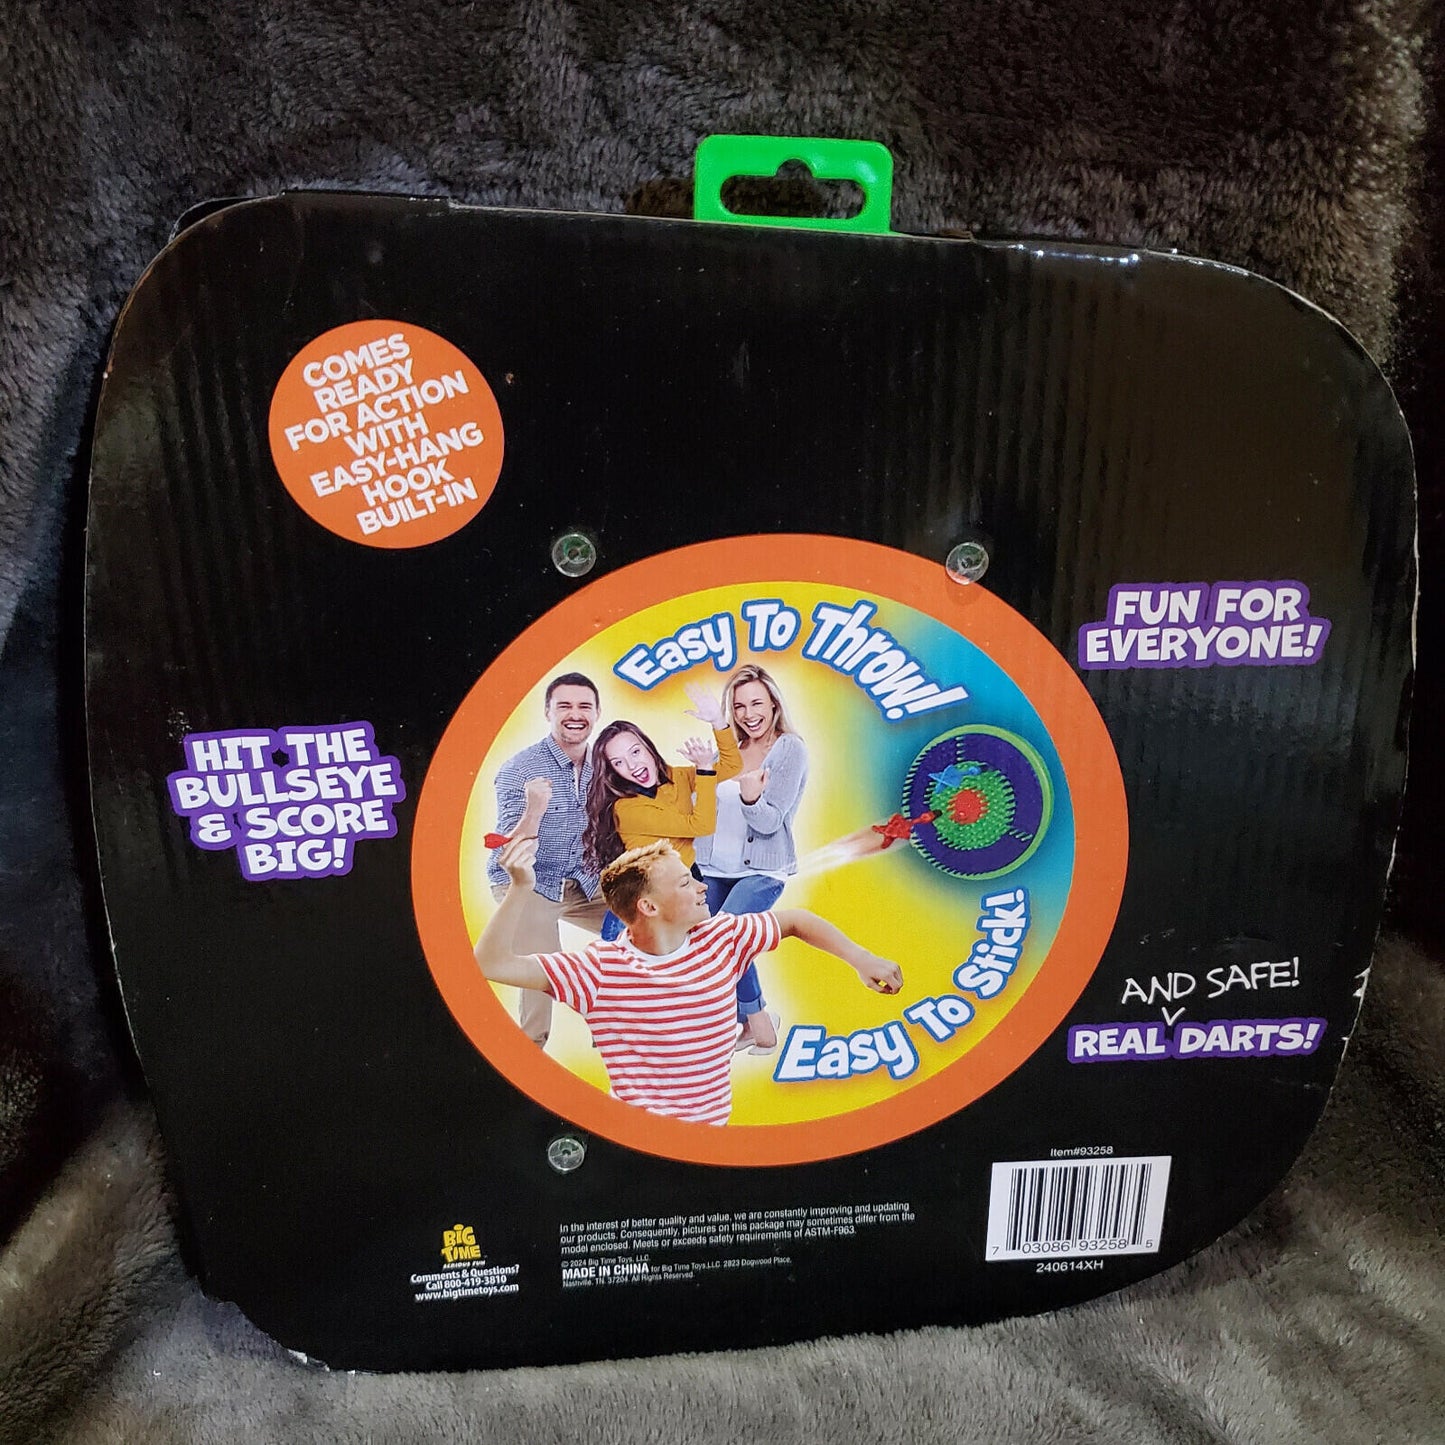 COMES
READY
FOR ACTION
WITH
EASY-HANG
HOOK
BUILT-IN
Easy To Throw!
FUN FOR
EVERYONE!
HIT THE
BULLSEYE
& SCORE
BIG!
Easy To Stick!
AND SAFE!
REAL DARTS!
Item#93258
7 03086 93258 5
240614XH
BIG
TIME
SERIOUS FUN
Comments & Questions?
Call 800-419-3810
www.bigtimetoys.com
In the interest of better quality and value, we are constantly improving and updating
our products. Consequently, pictures on this package may sometimes differ from the
model enclosed. Meets or exceeds safety requirements of ASTM-F963.
© 2024 Big Time Toys, LLC.
MADE IN CHINA for Big Time Toys,LLC 2823 Dogwood Place,
Nashville, TN. 37204. All Rights Reserved.